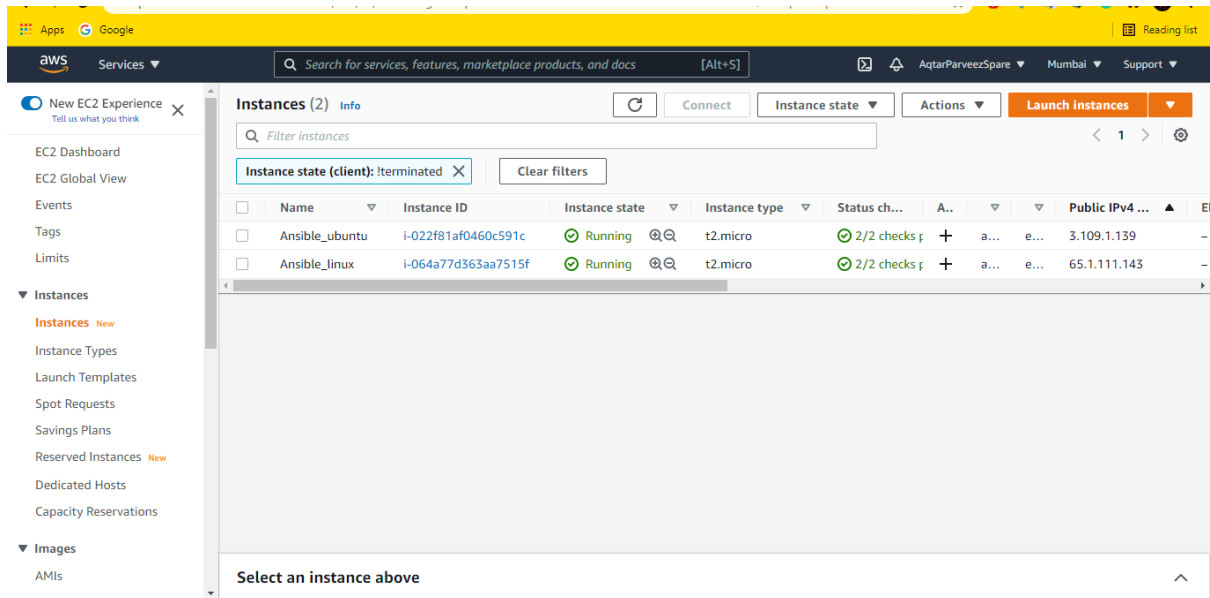 Apps Google Reading list
aws Services ▼ Search for services, features, marketplace products, and docs [Alt+S] AqtarParveezSpare ▼ Mumbai ▼ Support ▼
New EC2 Experience
Tell us what you think
EC2 Dashboard
EC2 Global View
Events
Tags
Limits
Instances
Instances New
Instance Types
Launch Templates
Spot Requests
Savings Plans
Reserved Instances New
Dedicated Hosts
Capacity Reservations
Images
AMIs
Instances (2) Info Connect Instance state ▼ Actions ▼ Launch instances ▼
Filter instances 1
Instance state (client): !terminated Clear filters
Name Instance ID Instance state Instance type Status ch... A.. Public IPv4 ... El
Ansible_ubuntu i-022f81af0460c591c Running t2.micro 2/2 checks p a... e... 3.109.1.139 –
Ansible_linux i-064a77d363aa7515f Running t2.micro 2/2 checks p a... e... 65.1.111.143 –
Select an instance above